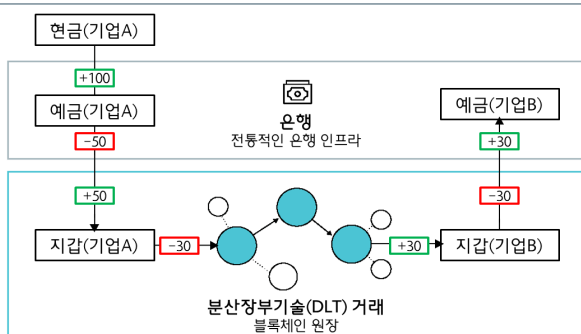 현금(기업A)
+100
예금(기업A)
은행
전통적인 은행 인프라
예금(기업B)
-50
+30
+50
-30
지갑(기업A)
-30
+30
지갑(기업B)
분산장부기술(DLT) 거래
블록체인 원장